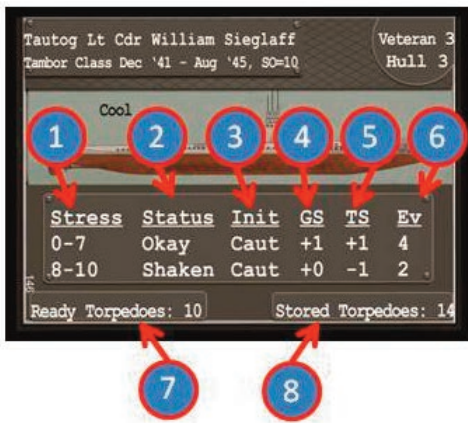 Tautog Lt Cdr William Sieglaff
Veteran 3
Tambor Class Dec '41 - Aug '45, SO=10
Hull 3
Cool
1 2 3 4 5 6
Stress Status Init GS TS Ev
0-7 Okay Caut +1 +1 4
8-10 Shaken Caut +0 -1 2
146
Ready Torpedoes: 10
Stored Torpedoes: 14
7 8